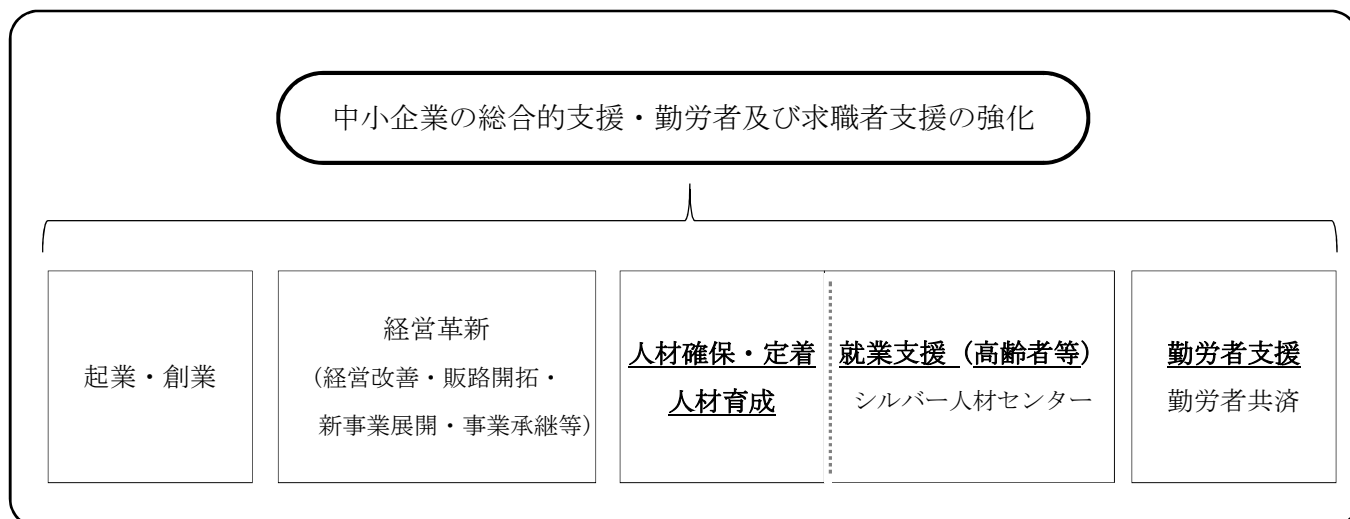 中小企業の総合的支援・勤労者及び求職者支援の強化
起業・創業
経営革新
(経営改善・販路開拓・
新事業展開・事業承継等)
人材確保・定着
人材育成
就業支援（高齢者等）
シルバー人材センター
勤労者支援
勤労者共済